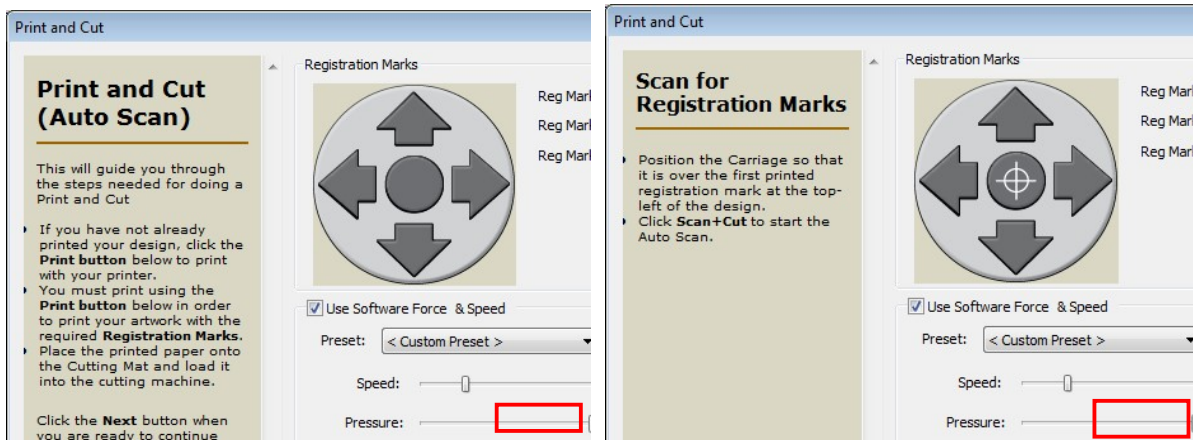 Print and Cut
Print and Cut
(Auto Scan)
This will guide you through
the steps needed for doing a
Print and Cut
If you have not already
printed your design, click the
Print button below to print
with your printer.
You must print using the
Print button below in order
to print your artwork with the
required Registration Marks.
Place the printed paper onto
the Cutting Mat and load it
into the cutting machine.
Click the Next button when
you are ready to continue
Registration Marks
Reg Mar
Reg Mar
Reg Mar
Use Software Force & Speed
Preset: < Custom Preset >
Speed:
Pressure:
Print and Cut
Scan for
Registration Marks
Position the Carriage so that
it is over the first printed
registration mark at the top-
left of the design.
Click Scan+Cut to start the
Auto Scan.
Registration Marks
Reg Mar
Reg Mar
Reg Mar
Use Software Force & Speed
Preset: < Custom Preset >
Speed:
Pressure: